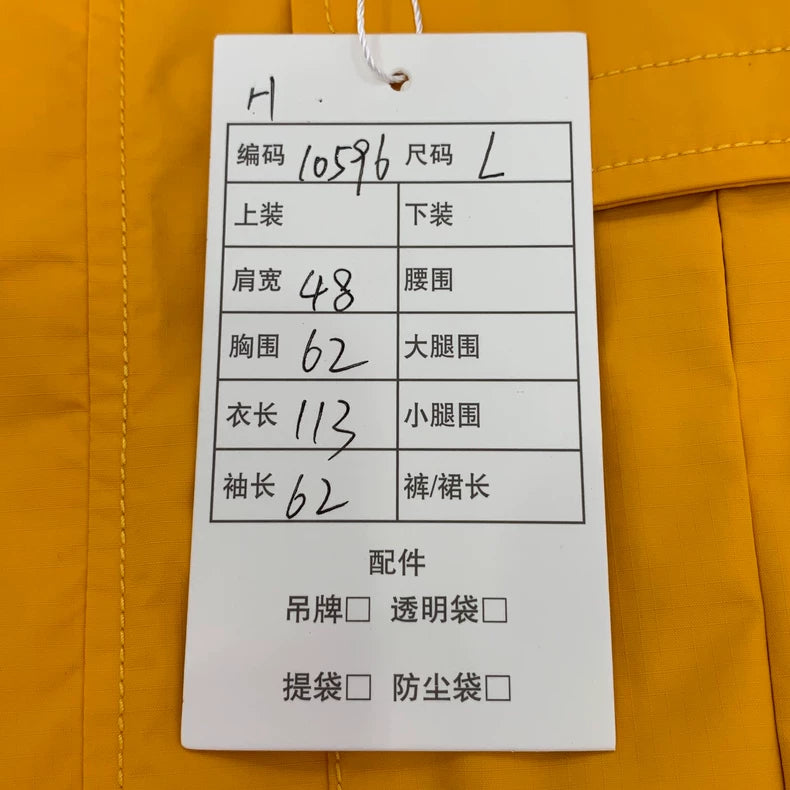 H
编码 10596 尺码 L
上装 下装
肩宽 48 腰围
胸围 62 大腿围
衣长 113 小腿围
袖长 62 裤/裙长
配件
吊牌□ 透明袋□
提袋□ 防尘袋□